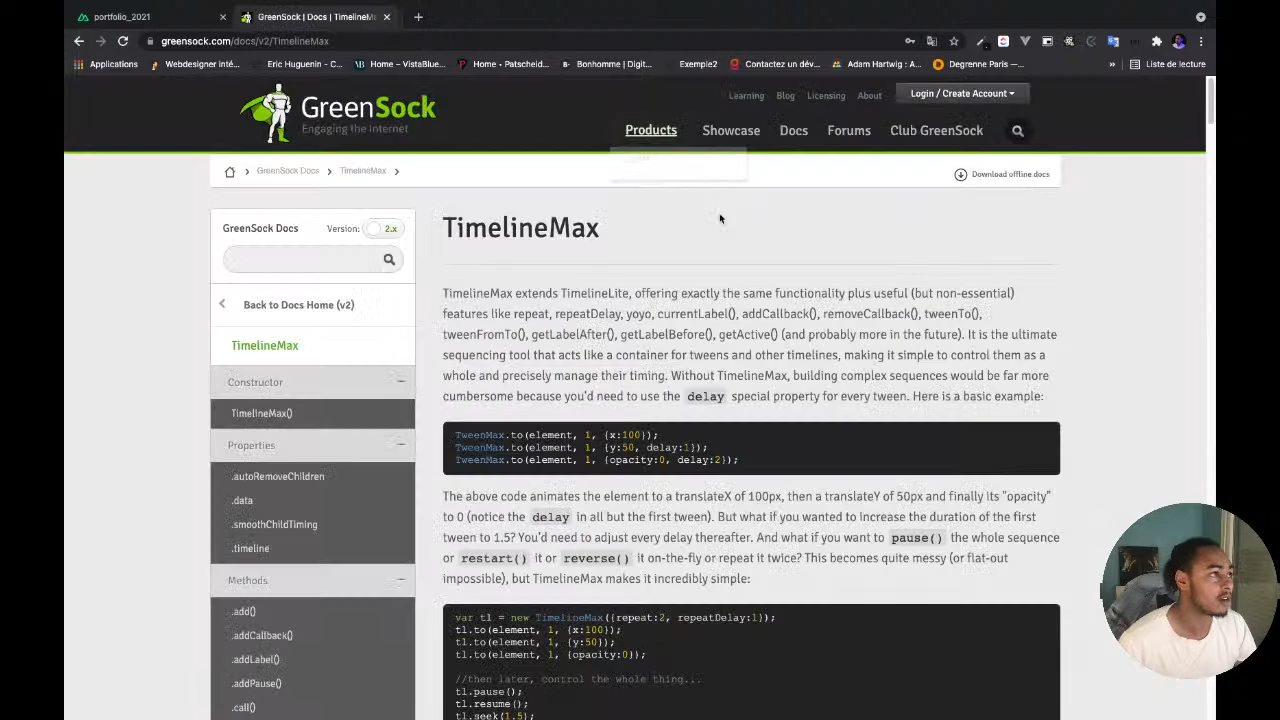 portfolio_2021
GreenSock | Docs | TimelineMa
greensock.com/docs/v2/TimelineMax
Applications
Webdesigner inté...
Eric Huguenin - C...
Home – VistaBlue...
Home • Patscheid...
Bonhomme | Digit...
Exemple2
Contactez un dév...
Adam Hartwig • A...
Degrenne Paris –...
»
Liste de lecture
GreenSock
Engaging the Internet
Learning Blog Licensing About
Login / Create Account
Products Showcase Docs Forums Club GreenSock
GreenSock Docs > TimelineMax >
Download offline docs
GreenSock Docs Version: 2.x
Back to Docs Home (v2)
TimelineMax
Constructor
TimelineMax()
Properties
.autoRemoveChildren
.data
.smoothChildTiming
.timeline
Methods
.add()
.addCallback()
.addLabel()
.addPause()
.call()
TimelineMax
TimelineMax extends TimelineLite, offering exactly the same functionality plus useful (but non-essential)
features like repeat, repeatDelay, yoyo, currentLabel(), addCallback(), removeCallback(), tweenTo(),
tweenFromTo(), getLabelAfter(), getLabelBefore(), getActive() (and probably more in the future). It is the ultimate
sequencing tool that acts like a container for tweens and other timelines, making it simple to control them as a
whole and precisely manage their timing. Without TimelineMax, building complex sequences would be far more
cumbersome because you'd need to use the delay special property for every tween. Here is a basic example:
TweenMax.to(element, 1, {x:100});
TweenMax.to(element, 1, {y:50, delay:1});
TweenMax.to(element, 1, {opacity:0, delay:2});
The above code animates the element to a translateX of 100px, then a translateY of 50px and finally its "opacity"
to 0 (notice the delay in all but the first tween). But what if you wanted to increase the duration of the first
tween to 1.5? You'd need to adjust every delay thereafter. And what if you want to pause() the whole sequence
or restart() it or reverse() it on-the-fly or repeat it twice? This becomes quite messy (or flat-out
impossible), but TimelineMax makes it incredibly simple:
var tl = new TimelineMax({repeat:2, repeatDelay:1});
tl.to(element, 1, {x:100});
tl.to(element, 1, {y:50});
tl.to(element, 1, {opacity:0});
//then later, control the whole thing...
tl.pause();
tl.resume();
tl.seek(1.5);